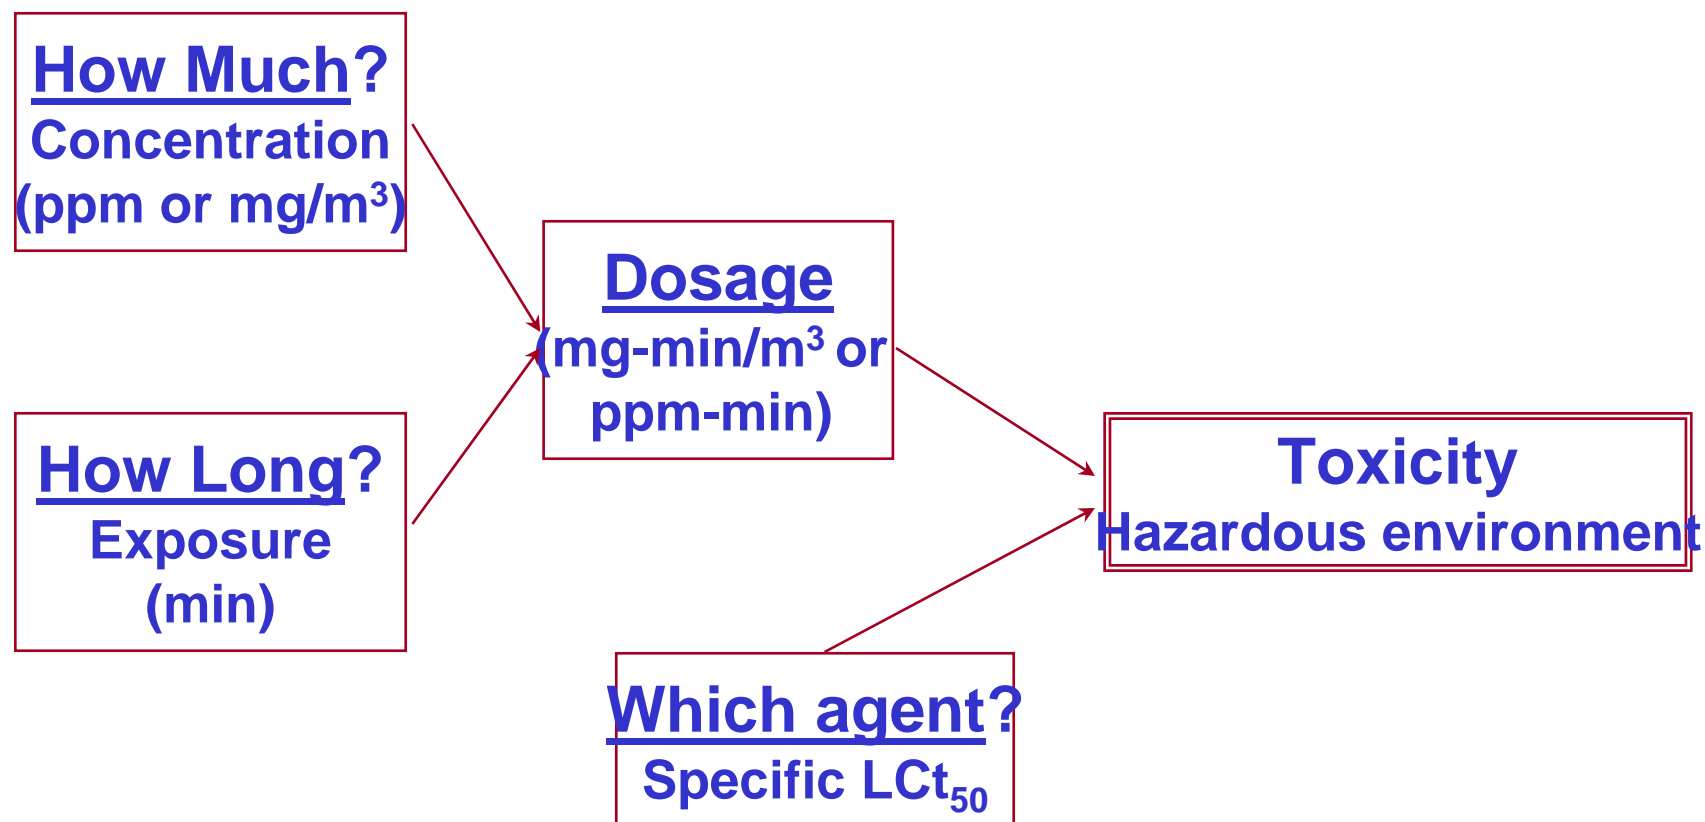 How Much?
Concentration
(ppm or mg/m³)
Dosage
(mg-min/m³ or
ppm-min)
How Long?
Exposure
(min)
Toxicity
Hazardous environment
Which agent?
Specific LCt₅₀